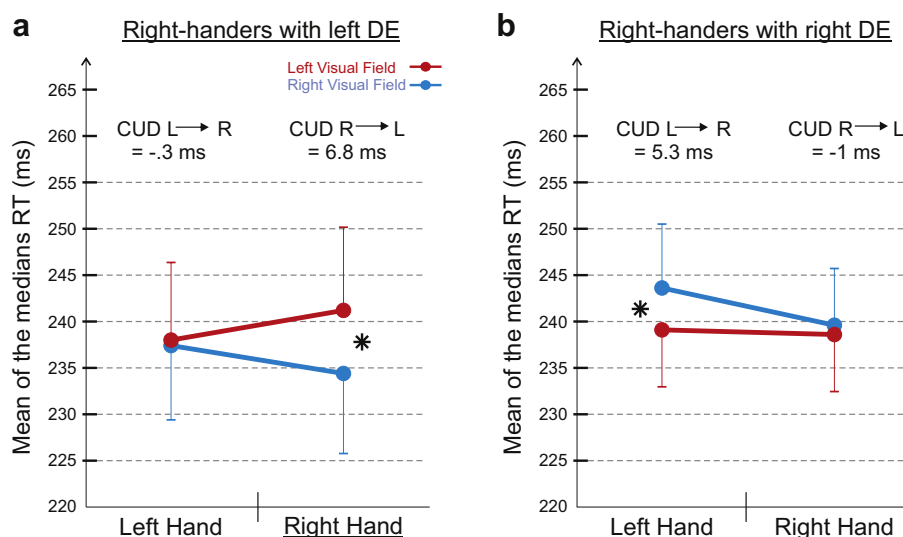 a
Right-handers with left DE
Left Visual Field
Right Visual Field
Mean of the medians RT (ms)
265
260
255
250
245
240
235
230
225
220
CUD L → R
= -.3 ms
CUD R → L
= 6.8 ms
*
Left Hand
Right Hand
b
Right-handers with right DE
Mean of the medians RT (ms)
265
260
255
250
245
240
235
230
225
220
CUD L → R
= 5.3 ms
CUD R → L
= -1 ms
*
Left Hand
Right Hand